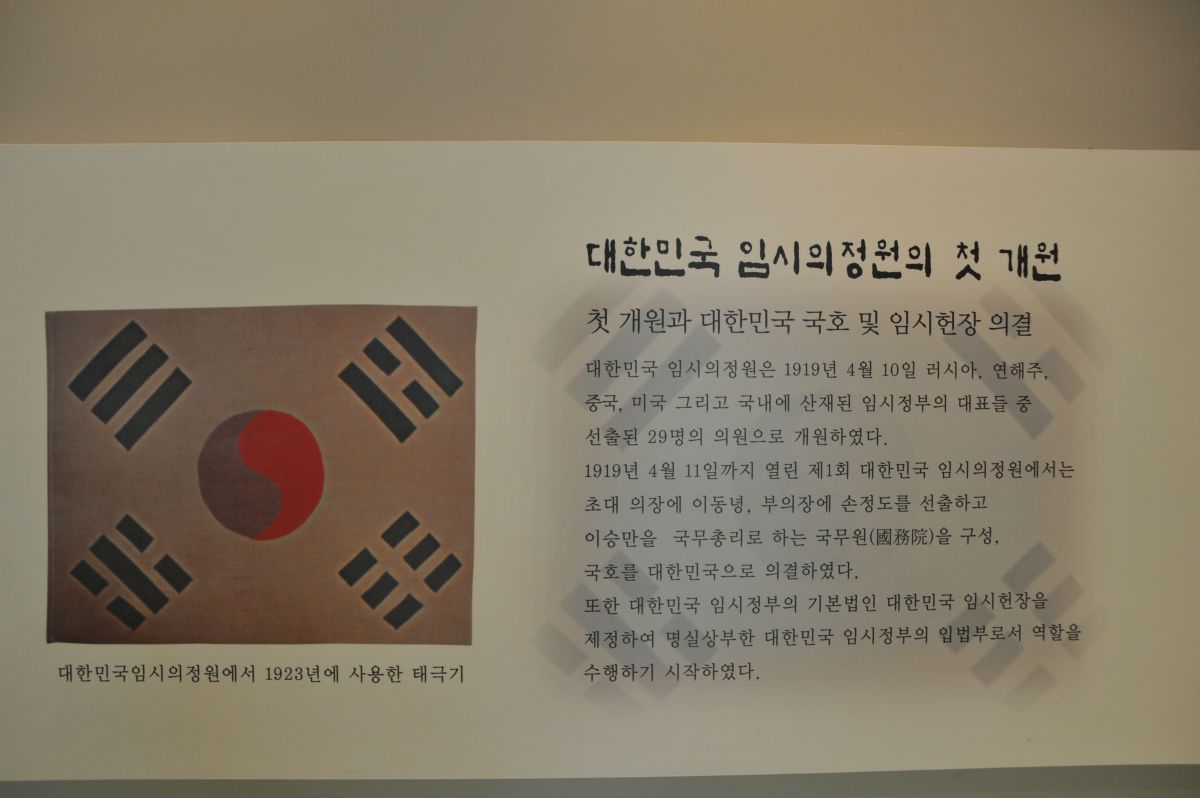 대한민국 임시의정원의 첫 개원
첫 개원과 대한민국 국호 및 임시헌장 의결
대한민국 임시의정원은 1919년 4월 10일 러시아, 연해주,
중국, 미국 그리고 국내에 산재된 임시정부의 대표들 중
선출된 29명의 의원으로 개원하였다.
1919년 4월 11일까지 열린 제1회 대한민국 임시의정원에서는
초대 의장에 이동녕, 부의장에 손정도를 선출하고
이승만을 국무총리로 하는 국무원(國務院)을 구성,
국호를 대한민국으로 의결하였다.
또한 대한민국 임시정부의 기본법인 대한민국 임시헌장을
제정하여 명실상부한 대한민국 임시정부의 입법부로서 역할을
수행하기 시작하였다.
대한민국임시의정원에서 1923년에 사용한 태극기